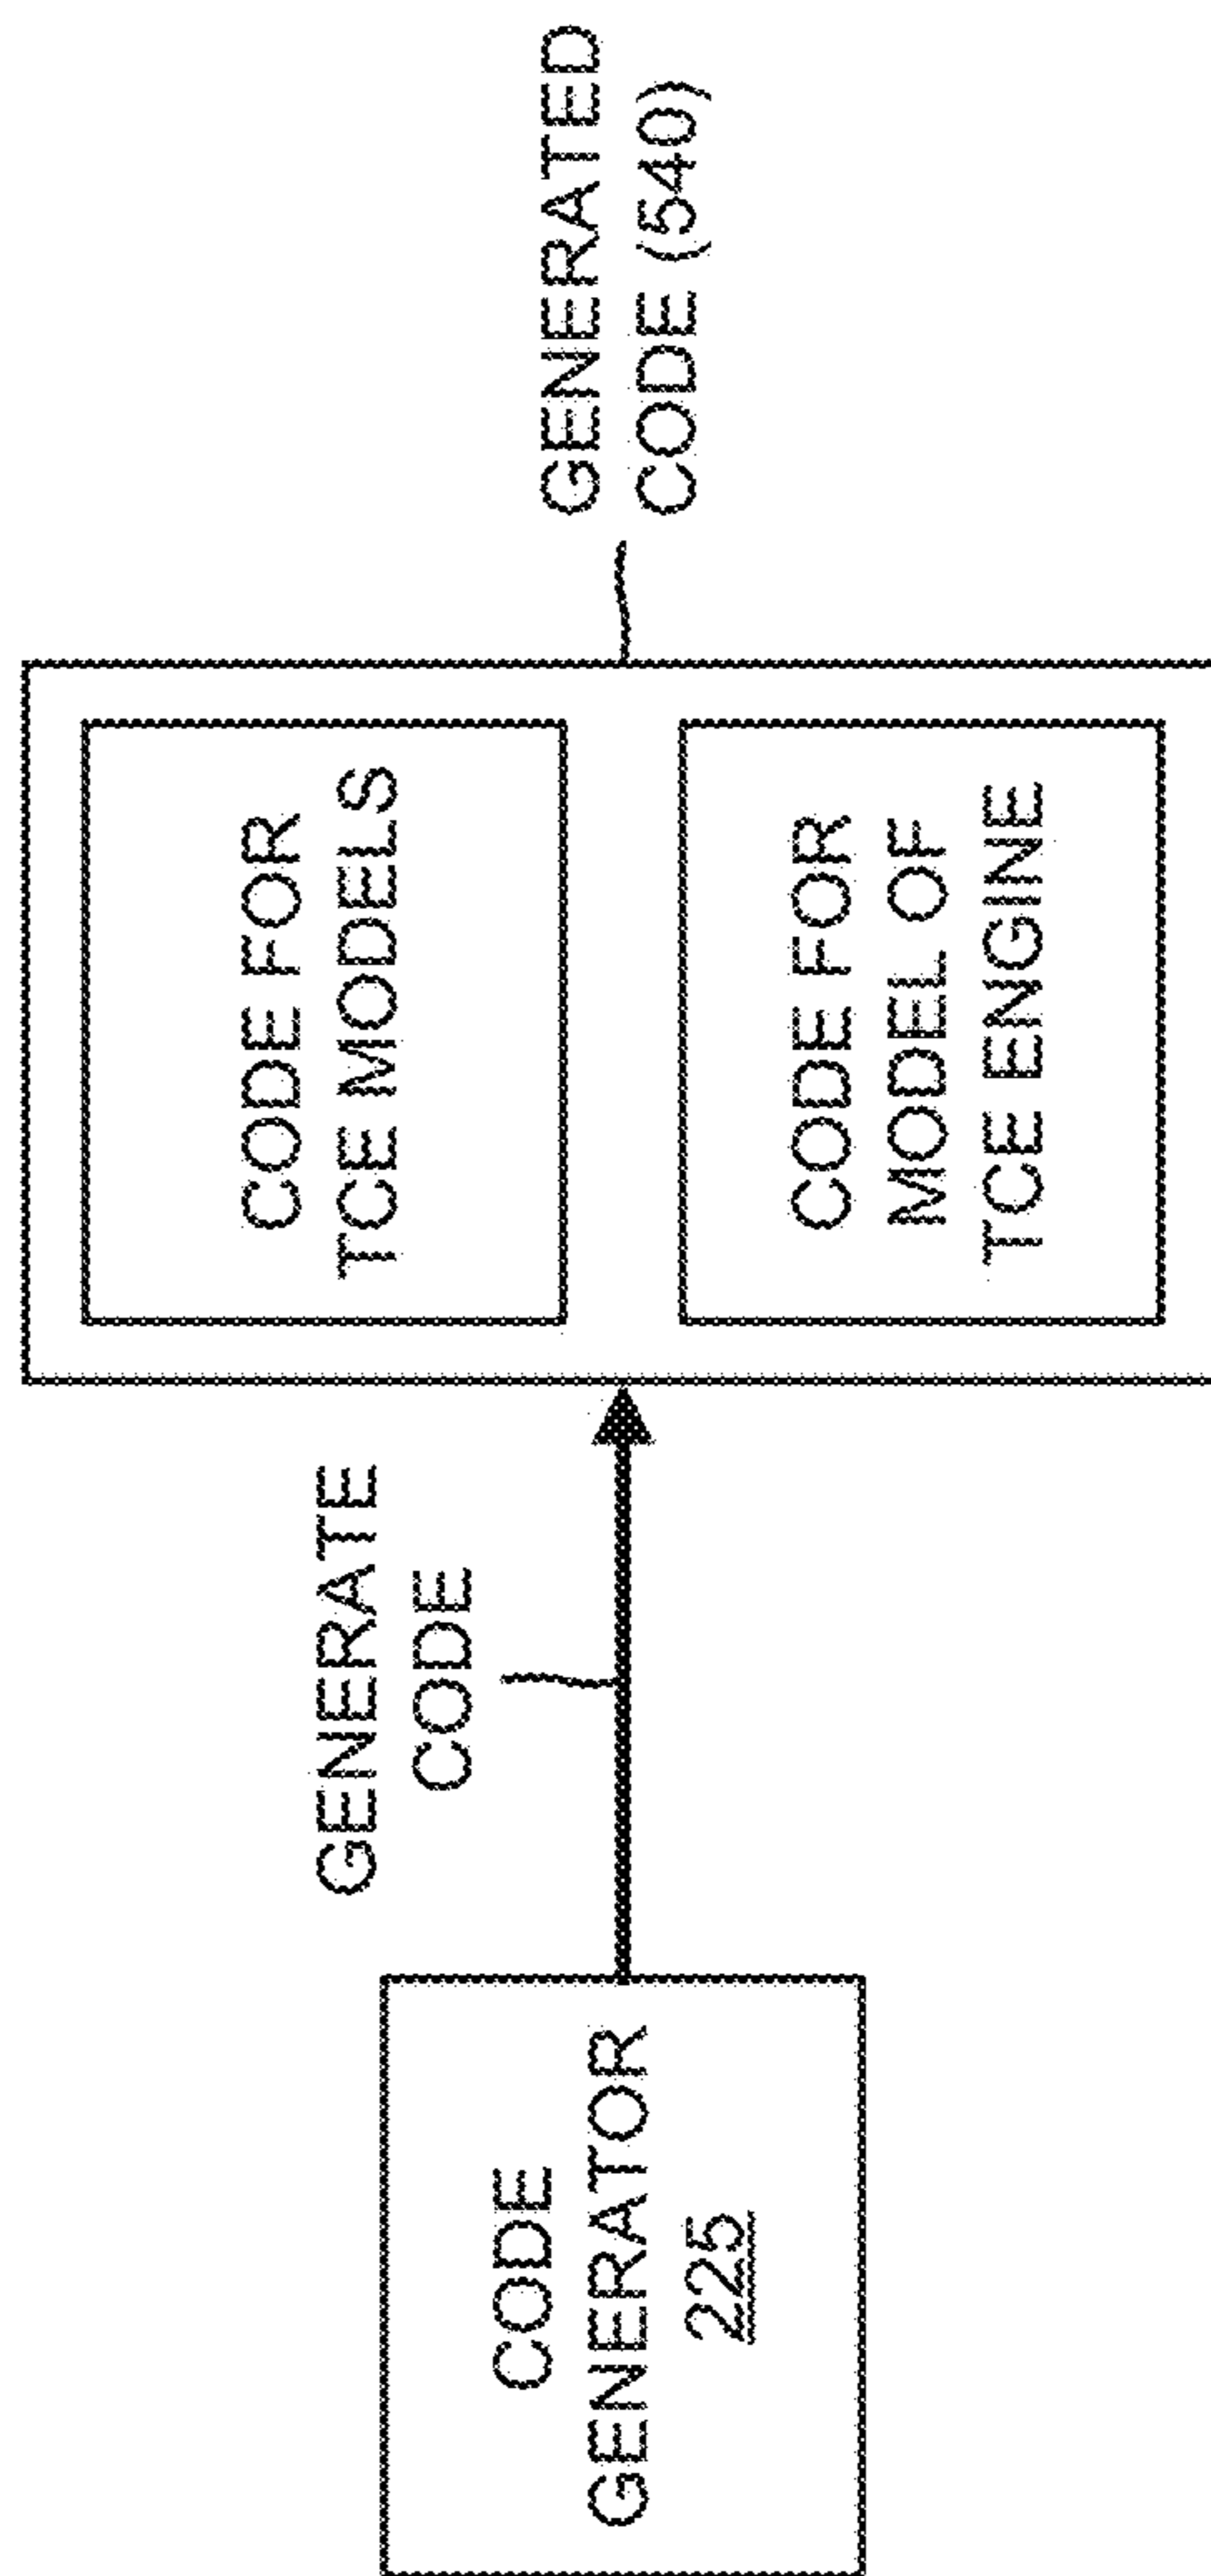 CODE
GENERATOR
225
GENERATE
CODE
CODE FOR
TCE MODELS
CODE FOR
MODEL OF
TCE ENGINE
GENERATED
CODE (540)